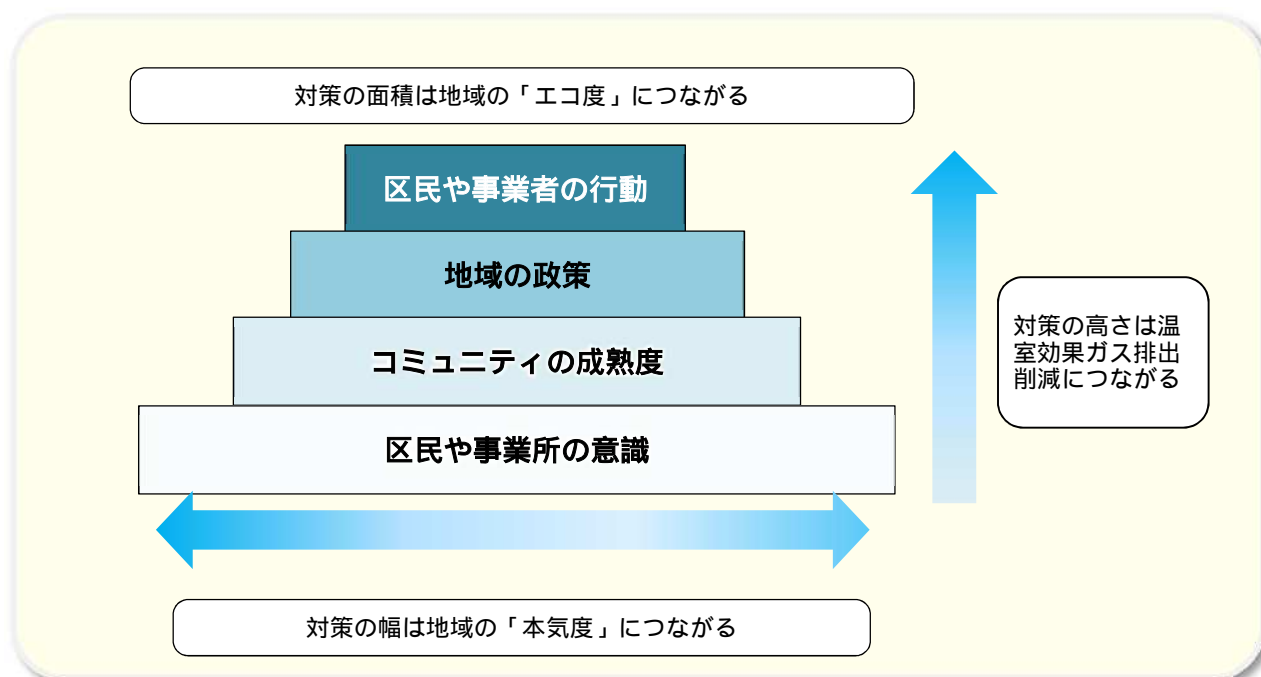 対策の面積は地域の「エコ度」につながる
区民や事業者の行動
地域の政策
コミュニティの成熟度
区民や事業所の意識
対策の高さは温
室効果ガス排出
削減につながる
対策の幅は地域の「本気度」につながる